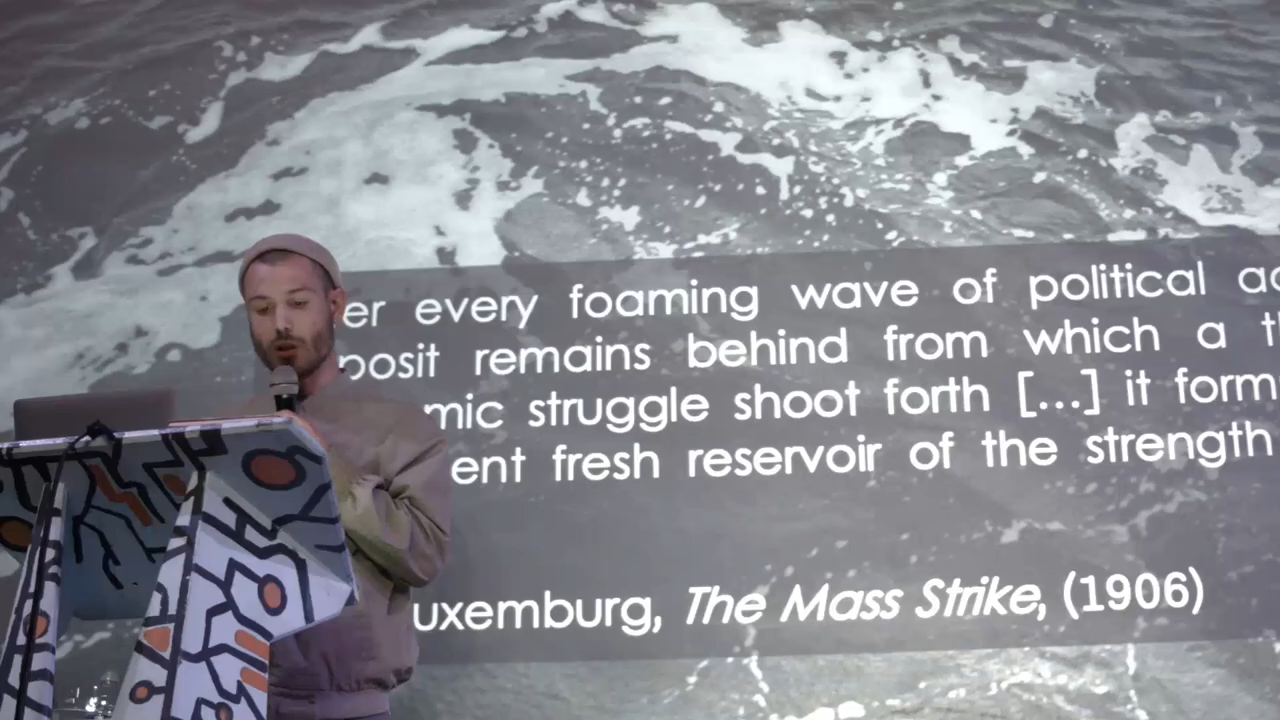 er every foaming wave of political ac
posit remains behind from which a th
mic struggle shoot forth [...] it form
ent fresh reservoir of the strength
uxemburg, The Mass Strike, (1906)